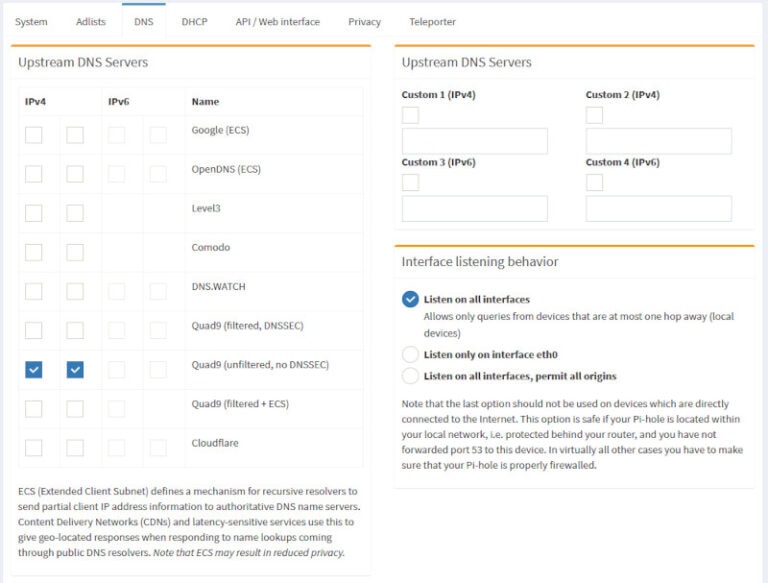 System Adlists DNS DHCP API / Web interface Privacy Teleporter
Upstream DNS Servers
IPv4 IPv6 Name
Google (ECS)
OpenDNS (ECS)
Level3
Comodo
DNS.WATCH
Quad9 (filtered, DNSSEC)
Quad9 (unfiltered, no DNSSEC)
Quad9 (filtered + ECS)
Cloudflare
ECS (Extended Client Subnet) defines a mechanism for recursive resolvers to
send partial client IP address information to authoritative DNS name servers.
Content Delivery Networks (CDNs) and latency-sensitive services use this to
give geo-located responses when responding to name lookups coming
through public DNS resolvers. Note that ECS may result in reduced privacy.
Upstream DNS Servers
Custom 1 (IPv4) Custom 2 (IPv4)
Custom 3 (IPv6) Custom 4 (IPv6)
Interface listening behavior
Listen on all interfaces
Allows only queries from devices that are at most one hop away (local
devices)
Listen only on interface eth0
Listen on all interfaces, permit all origins
Note that the last option should not be used on devices which are directly
connected to the Internet. This option is safe if your Pi-hole is located within
your local network, i.e. protected behind your router, and you have not
forwarded port 53 to this device. In virtually all other cases you have to make
sure that your Pi-hole is properly firewalled.